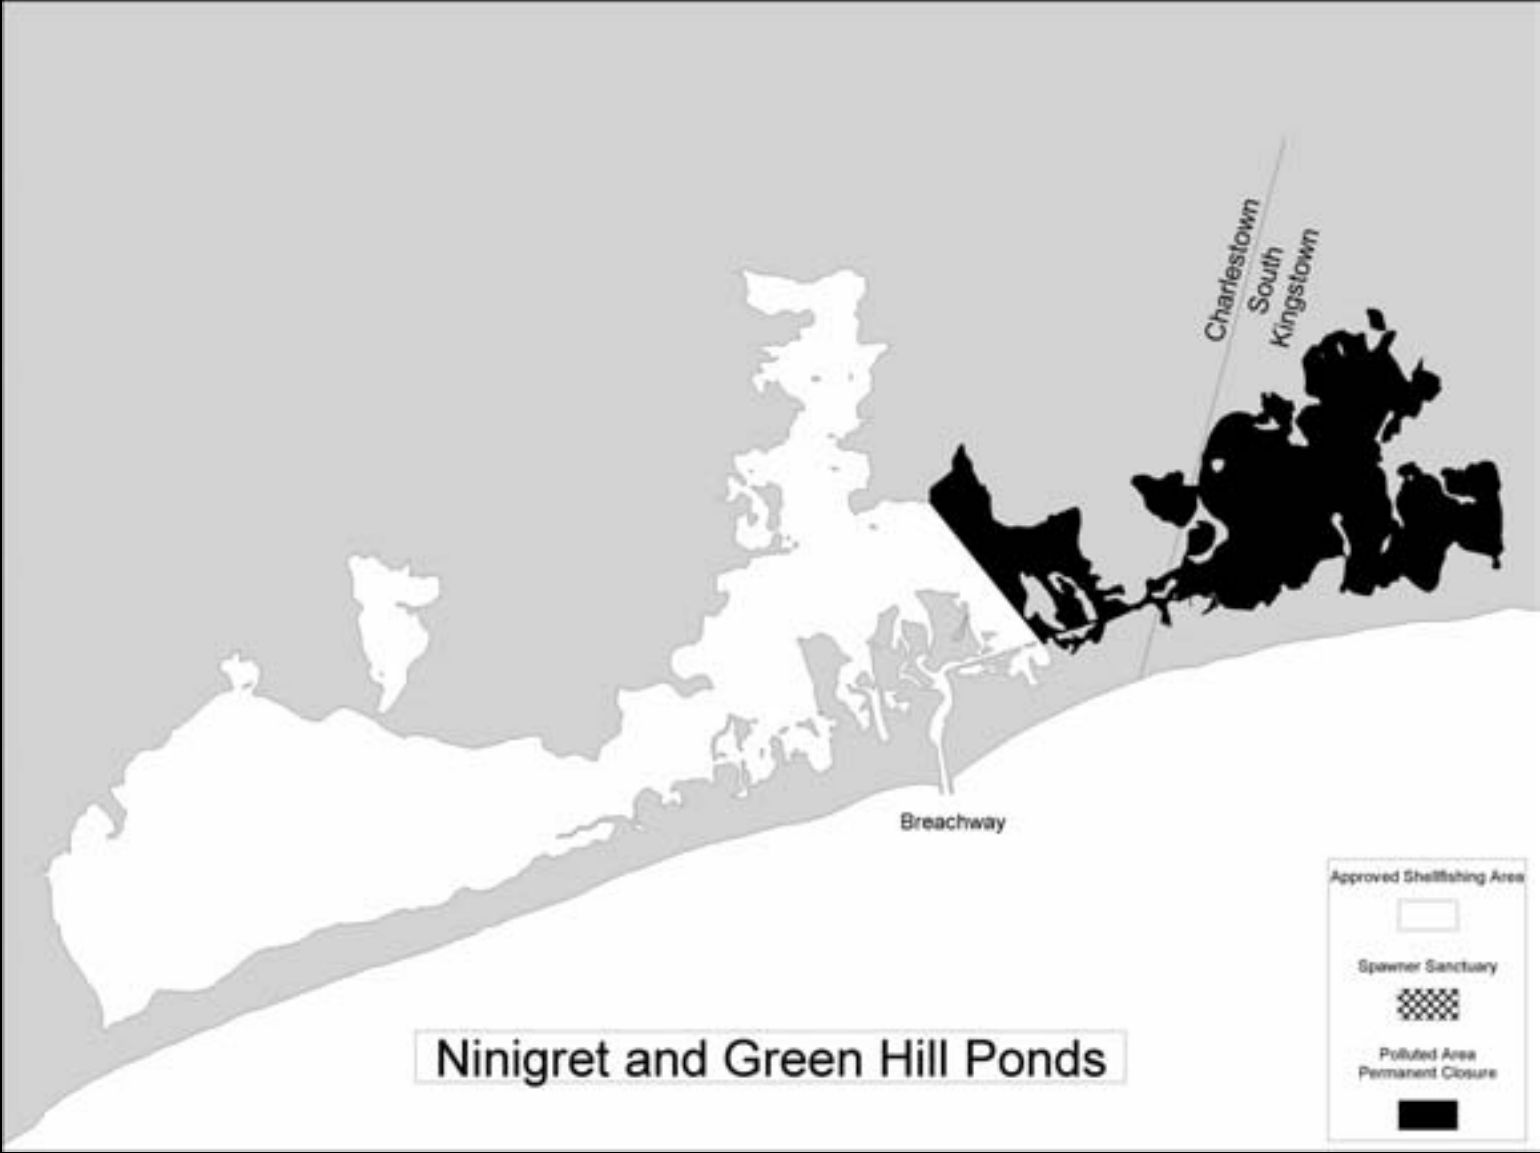 Charlestown
South
Kingstown
Breachway
Approved Shellfishing Area
Spawner Sanctuary
Polluted Area
Permanent Closure
Ninigret and Green Hill Ponds